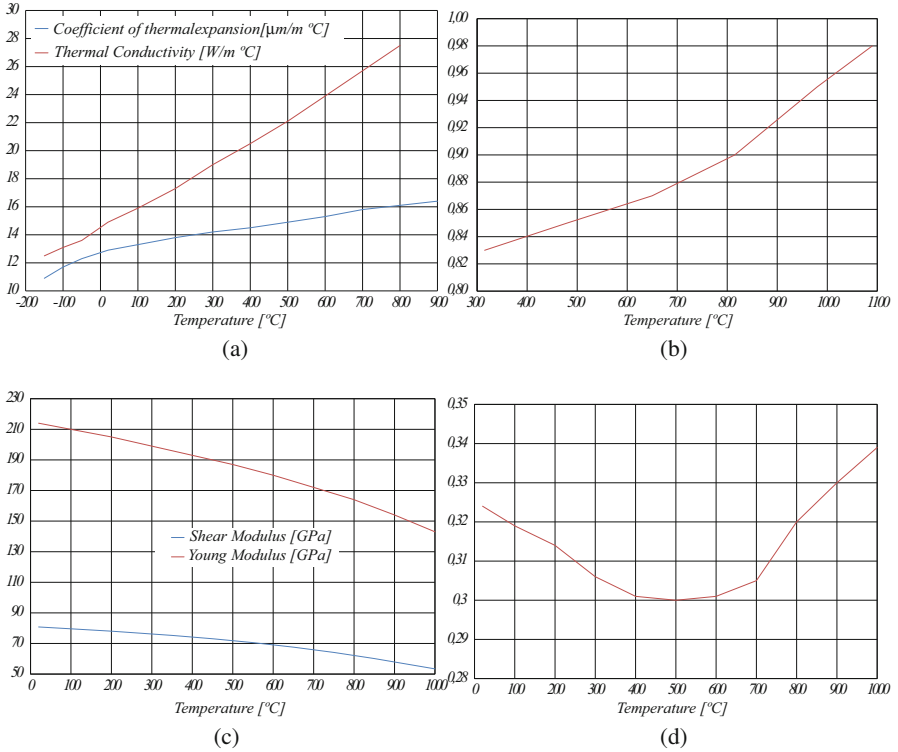 30
28
26
24
22
20
18
16
14
12
10
Coefficient of thermalexpansion[µm/m ºC]
Thermal Conductivity [W/m ºC]
-200 -100 0 100 200 300 400 500 600 700 800 900
Temperature [ºC]
(a)
1,00
0,98
0,96
0,94
0,92
0,90
0,88
0,86
0,84
0,82
0,80
300 400 500 600 700 800 900 1000 1100
Temperature [ºC]
(b)
230
210
190
170
150
130
110
90
70
50
Shear Modulus [GPa]
Young Modulus [GPa]
0 100 200 300 400 500 600 700 800 900 1000
Temperature [ºC]
(c)
0,35
0,34
0,33
0,32
0,31
0,3
0,29
0,28
0 100 200 300 400 500 600 700 800 900 1000
Temperature [ºC]
(d)